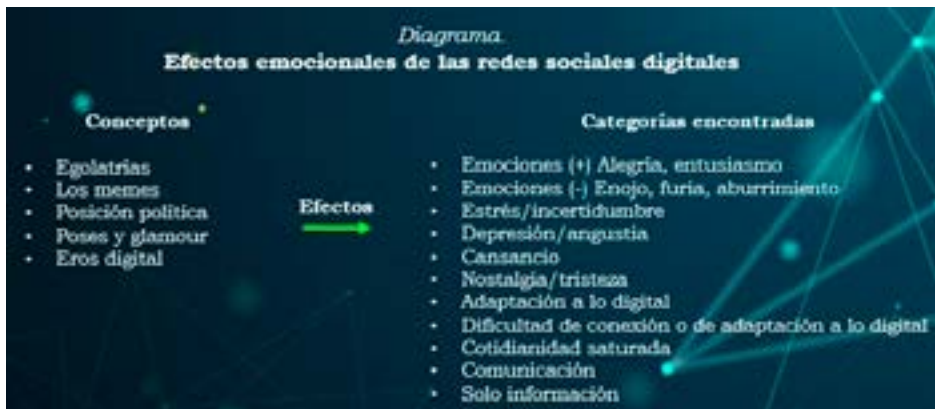 Diagrama.
Efectos emocionales de las redes sociales digitales
Conceptos
• Egolatrías
• Los memes
• Posición política
• Poses y glamour
• Eros digital
Efectos
Categorías encontradas
• Emociones (+) Alegría, entusiasmo
• Emociones (-) Enojo, furia, aburrimiento
• Estrés/incertidumbre
• Depresión/angustia
• Cansancio
• Nostalgia/tristeza
• Adaptación a lo digital
• Dificultad de conexión o de adaptación a lo digital
• Cotidianidad saturada
• Comunicación
• Solo información